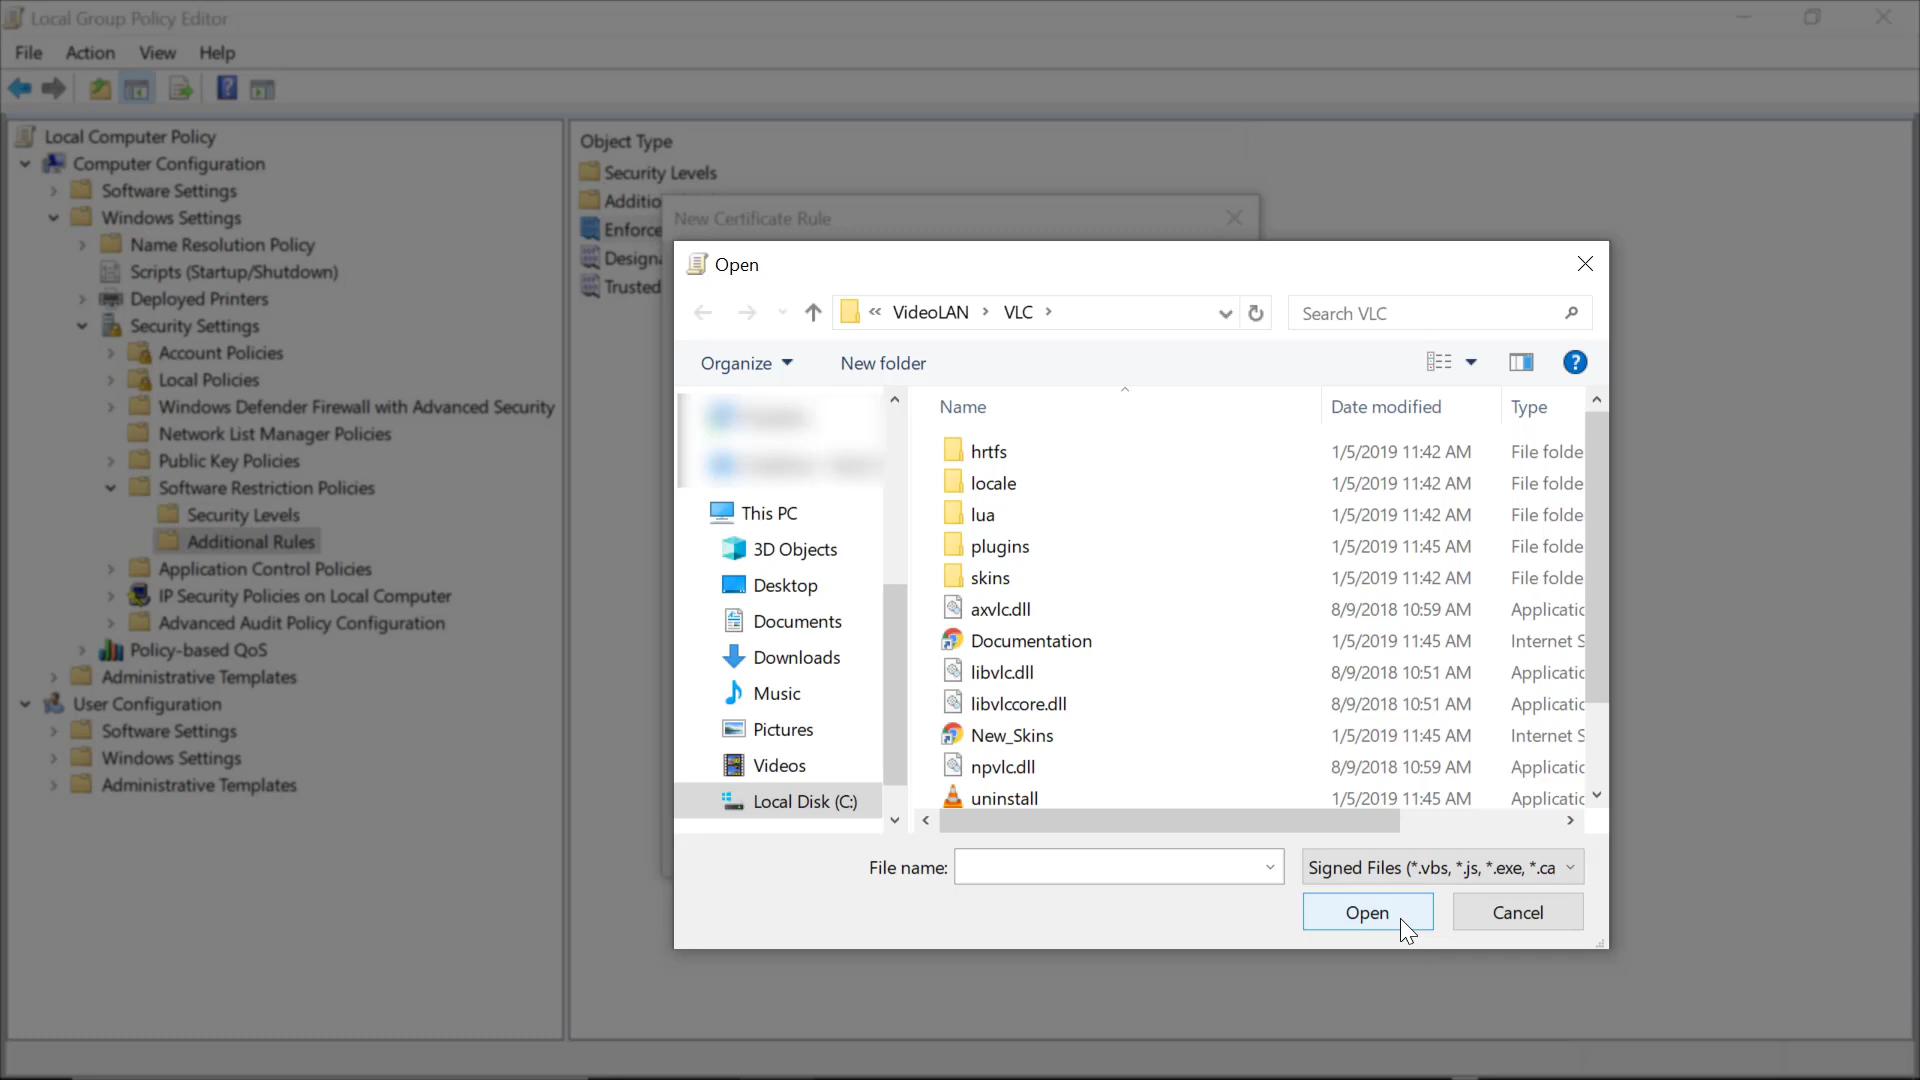 Local Group Policy Editor
File Action View Help
Local Computer Policy
Computer Configuration
Software Settings
Windows Settings
Name Resolution Policy
Scripts (Startup/Shutdown)
Deployed Printers
Security Settings
Account Policies
Local Policies
Windows Defender Firewall with Advanced Security
Network List Manager Policies
Public Key Policies
Software Restriction Policies
Security Levels
Additional Rules
Application Control Policies
IP Security Policies on Local Computer
Advanced Audit Policy Configuration
Policy-based QoS
Administrative Templates
User Configuration
Software Settings
Windows Settings
Administrative Templates
Object Type
Security Levels
Additio
Enforce
Design
Trusted
New Certificate Rule
Open
« VideoLAN > VLC >
Search VLC
Organize New folder
This PC
3D Objects
Desktop
Documents
Downloads
Music
Pictures
Videos
Local Disk (C:)
Name Date modified Type
hrtfs 1/5/2019 11:42 AM File folde
locale 1/5/2019 11:42 AM File folde
lua 1/5/2019 11:42 AM File folde
plugins 1/5/2019 11:45 AM File folde
skins 1/5/2019 11:42 AM File folde
axvlc.dll 8/9/2018 10:59 AM Applicatic
Documentation 1/5/2019 11:45 AM Internet S
libvlc.dll 8/9/2018 10:51 AM Applicatic
libvlccore.dll 8/9/2018 10:51 AM Applicatic
New_Skins 1/5/2019 11:45 AM Internet S
npvlc.dll 8/9/2018 10:59 AM Applicatic
uninstall 1/5/2019 11:45 AM Applicatic
File name:
Signed Files (*.vbs, *.js, *.exe, *.ca
Open Cancel